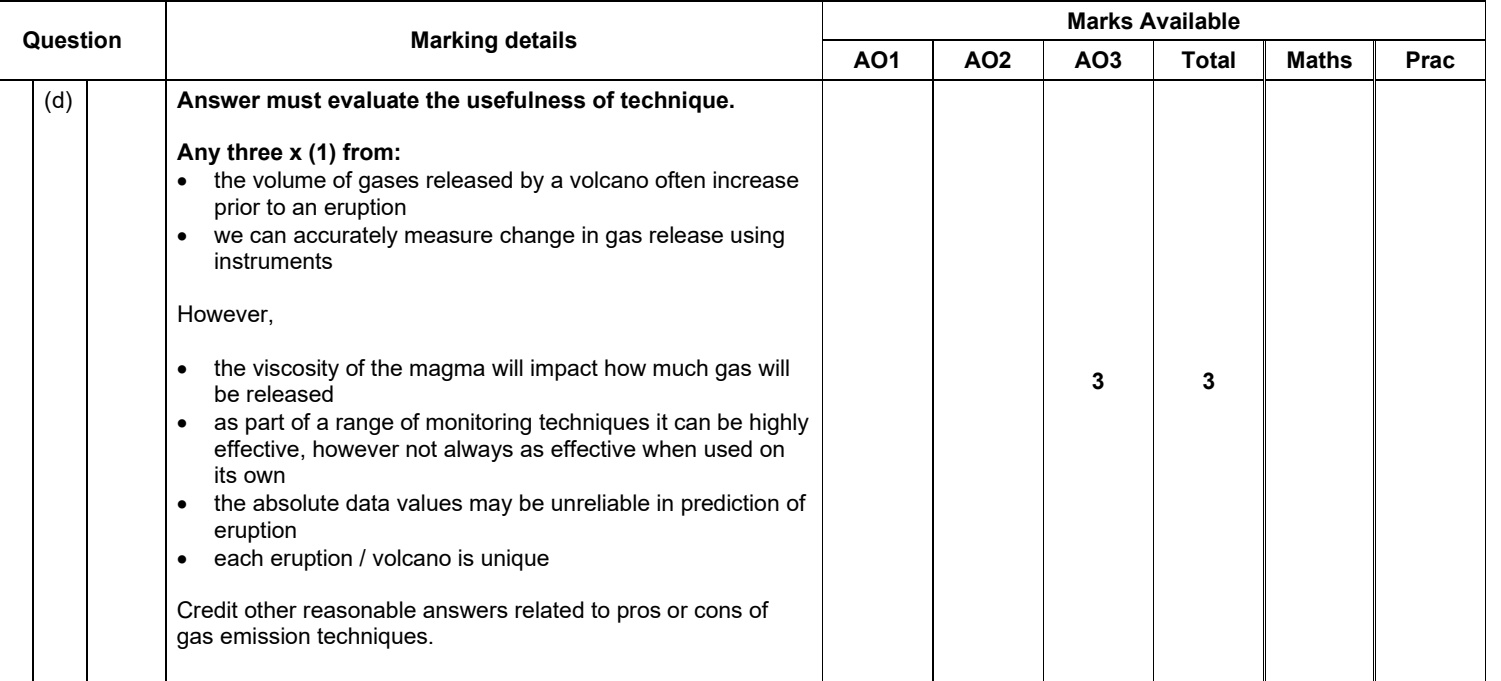 Question
Marking details
Marks Available
AO1 AO2 AO3 Total Maths Prac
(d)
Answer must evaluate the usefulness of technique.
Any three x (1) from:
• the volume of gases released by a volcano often increase
prior to an eruption
• we can accurately measure change in gas release using
instruments
However,
• the viscosity of the magma will impact how much gas will
be released
• as part of a range of monitoring techniques it can be highly
effective, however not always as effective when used on
its own
• the absolute data values may be unreliable in prediction of
eruption
• each eruption / volcano is unique
Credit other reasonable answers related to pros or cons of
gas emission techniques.
3 3